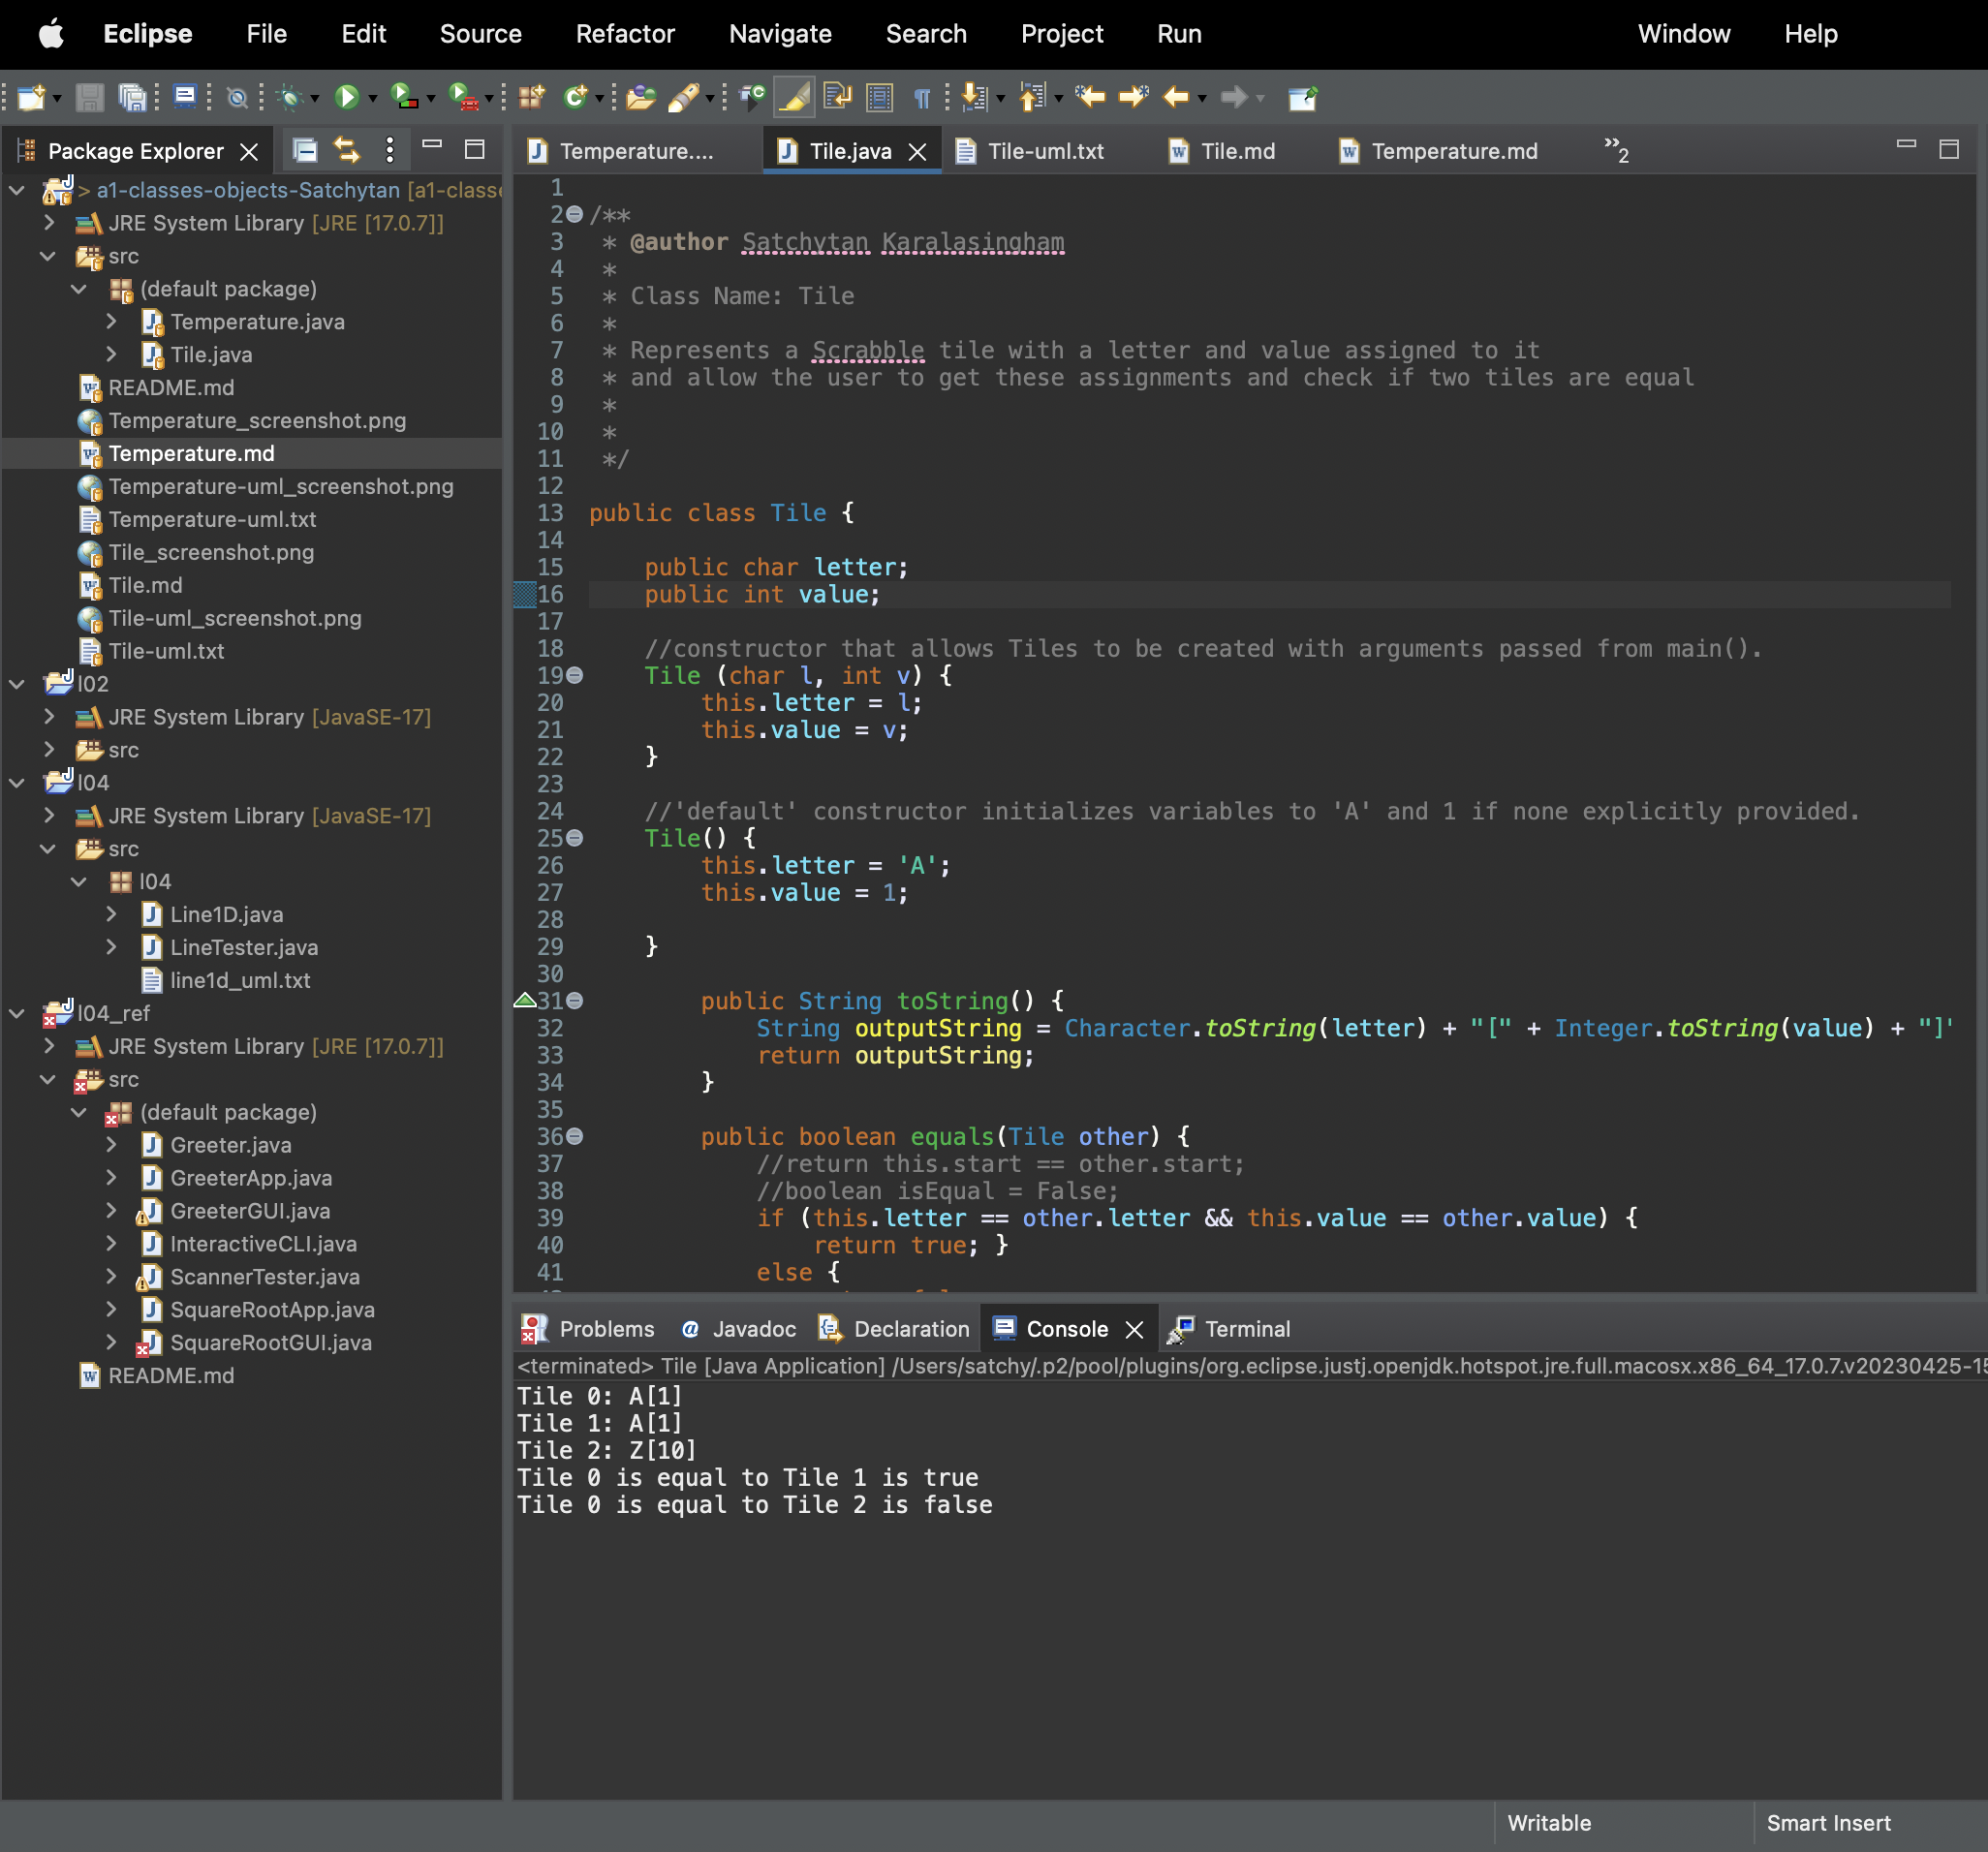 Eclipse File Edit Source Refactor Navigate Search Project Run Window Help
Package Explorer
> a1-classes-objects-Satchytan [a1-classe
JRE System Library [JRE [17.0.7]]
src
(default package)
Temperature.java
Tile.java
README.md
Temperature_screenshot.png
Temperature.md
Temperature-uml_screenshot.png
Temperature-uml.txt
Tile_screenshot.png
Tile.md
Tile-uml_screenshot.png
Tile-uml.txt
l02
JRE System Library [JavaSE-17]
src
l04
JRE System Library [JavaSE-17]
src
l04
Line1D.java
LineTester.java
line1d_uml.txt
l04_ref
JRE System Library [JRE [17.0.7]]
src
(default package)
Greeter.java
GreeterApp.java
GreeterGUI.java
InteractiveCLI.java
ScannerTester.java
SquareRootApp.java
SquareRootGUI.java
README.md
Temperature.... Tile.java Tile-uml.txt Tile.md Temperature.md »2
1
2 /**
3 * @author Satchytan Karalasingham
4 *
5 * Class Name: Tile
6 *
7 * Represents a Scrabble tile with a letter and value assigned to it
8 * and allow the user to get these assignments and check if two tiles are equal
9 *
10 *
11 */
12
13 public class Tile {
14
15 public char letter;
16 public int value;
17
18 //constructor that allows Tiles to be created with arguments passed from main().
19 Tile (char l, int v) {
20 this.letter = l;
21 this.value = v;
22 }
23
24 //'default' constructor initializes variables to 'A' and 1 if none explicitly provided.
25 Tile() {
26 this.letter = 'A';
27 this.value = 1;
28
29 }
30
31 public String toString() {
32 String outputString = Character.toString(letter) + "[" + Integer.toString(value) + "]"
33 return outputString;
34 }
35
36 public boolean equals(Tile other) {
37 //return this.start == other.start;
38 //boolean isEqual = False;
39 if (this.letter == other.letter && this.value == other.value) {
40 return true; }
41 else {
Problems Javadoc Declaration Console Terminal
<terminated> Tile [Java Application] /Users/satchy/.p2/pool/plugins/org.eclipse.justj.openjdk.hotspot.jre.full.macosx.x86_64_17.0.7.v20230425-15
Tile 0: A[1]
Tile 1: A[1]
Tile 2: Z[10]
Tile 0 is equal to Tile 1 is true
Tile 0 is equal to Tile 2 is false
Writable Smart Insert